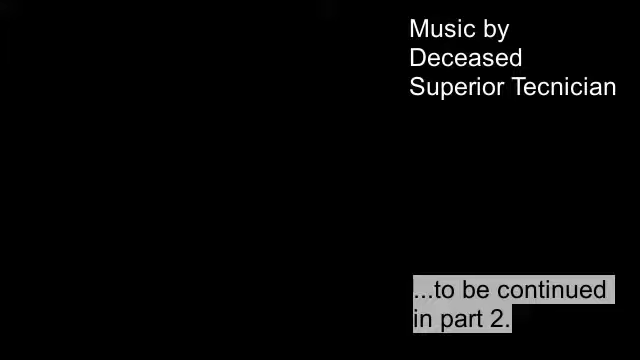 Music by
Deceased
Superior Tecnician
...to be continued
in part 2.